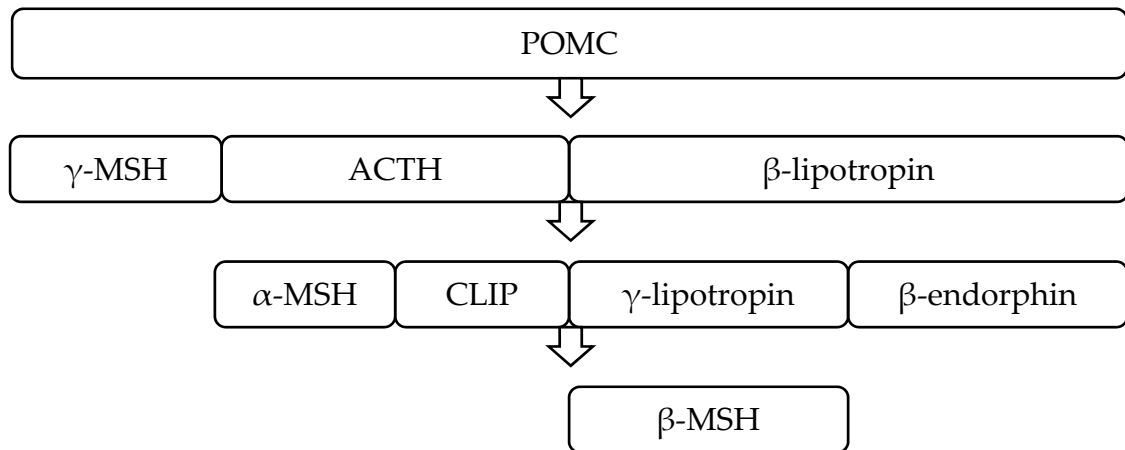 POMC
γ-MSH ACTH β-lipotropin
α-MSH CLIP γ-lipotropin β-endorphin
β-MSH